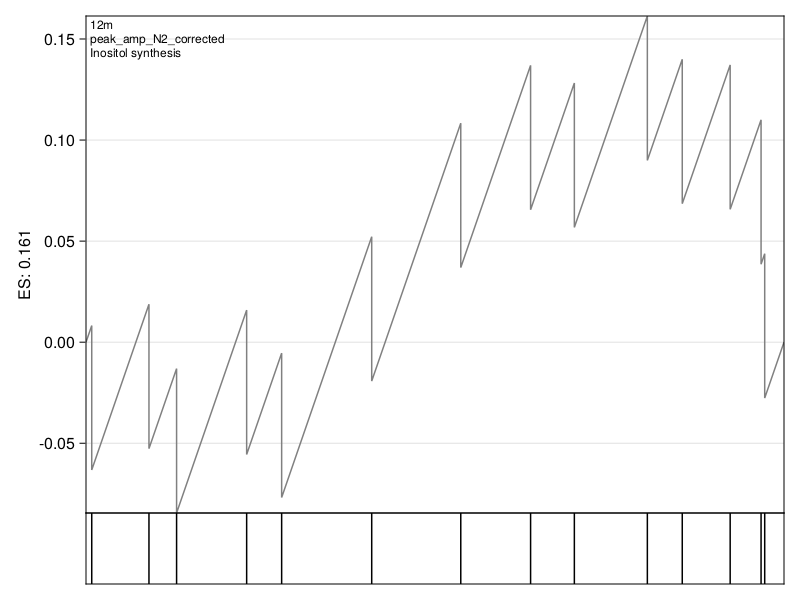 12m
peak_amp_N2_corrected
Inositol synthesis
0.15
0.10
0.05
0.00
-0.05
ES: 0.161